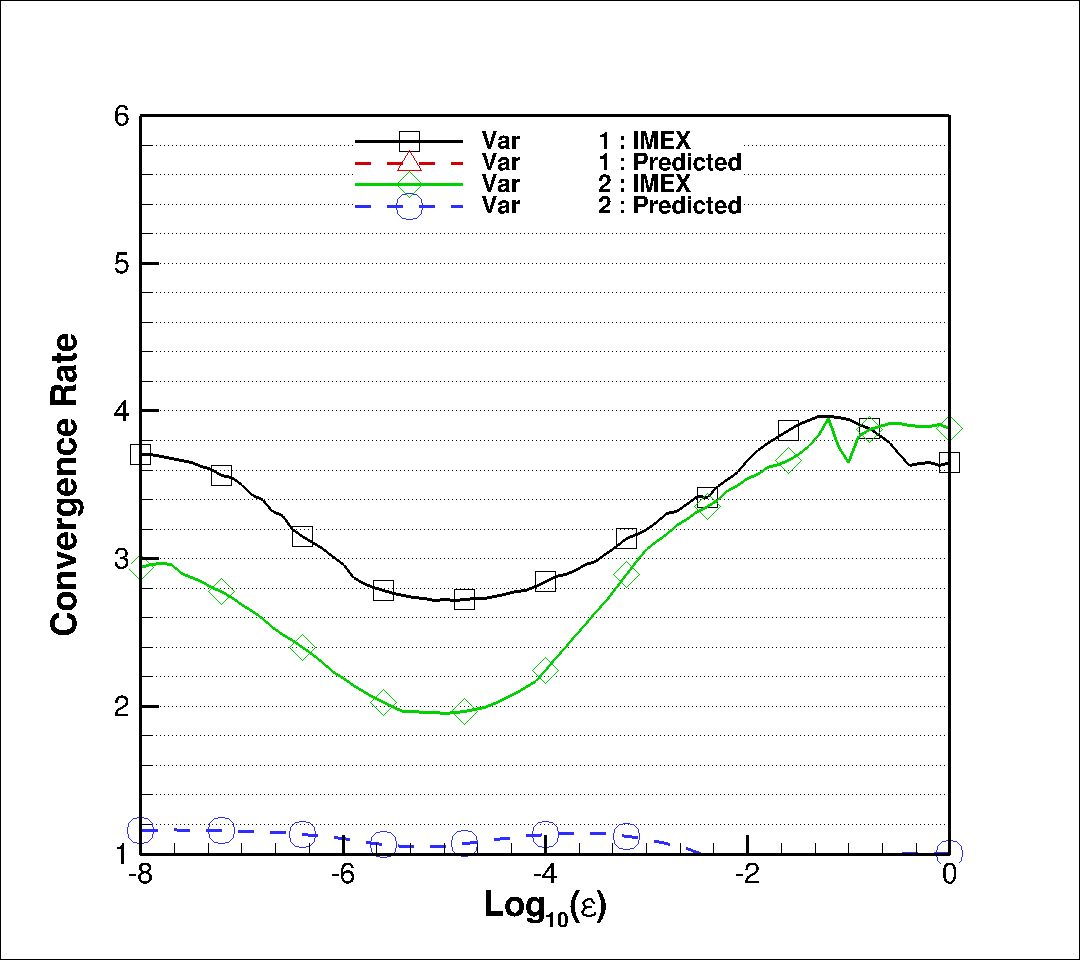 6
Var 1 : IMEX
Var 1 : Predicted
Var 2 : IMEX
Var 2 : Predicted
5
4
3
2
1
Convergence Rate
-8 -6 -4 -2 0
Log10(ε)